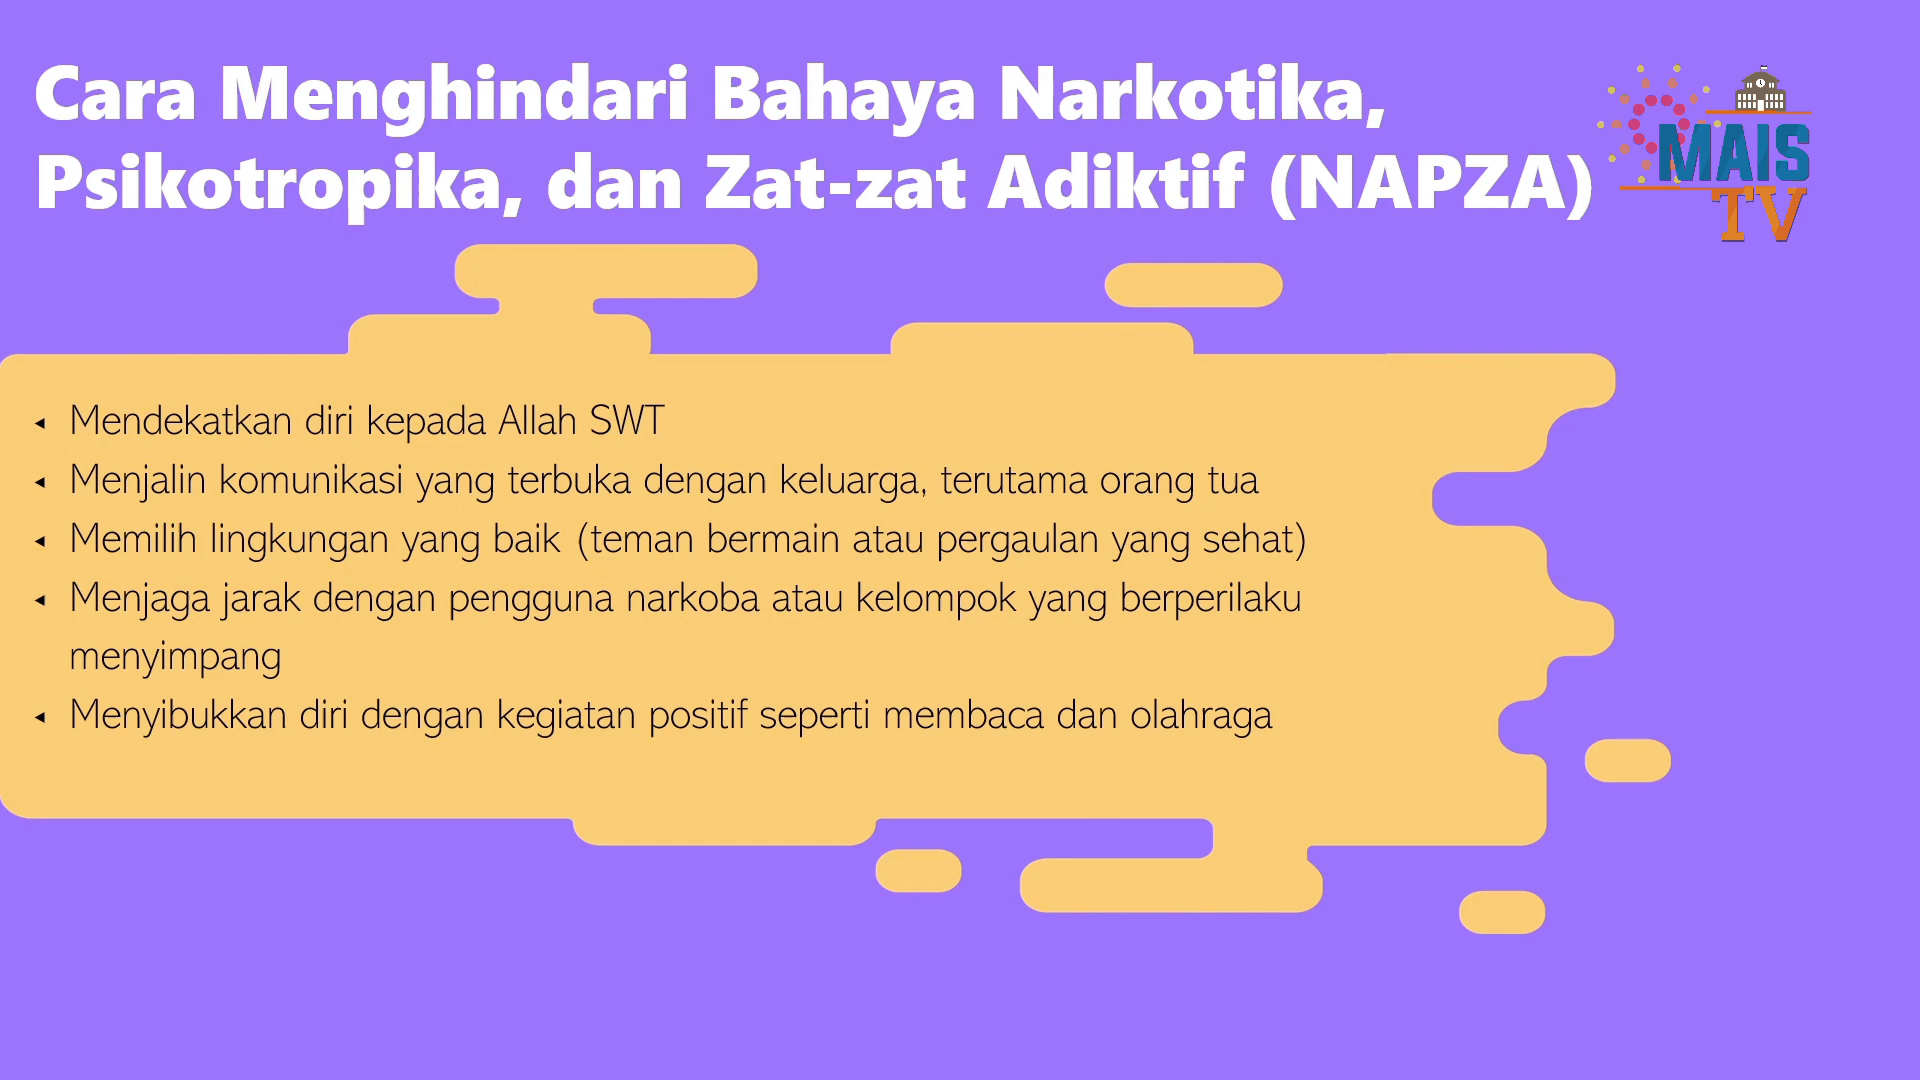 Cara Menghindari Bahaya Narkotika,
Psikotropika, dan Zat-zat Adiktif (NAPZA)
MAIS
TV
Mendekatkan diri kepada Allah SWT
Menjalin komunikasi yang terbuka dengan keluarga, terutama orang tua
Memilih lingkungan yang baik (teman bermain atau pergaulan yang sehat)
Menjaga jarak dengan pengguna narkoba atau kelompok yang berperilaku
menyimpang
Menyibukkan diri dengan kegiatan positif seperti membaca dan olahraga